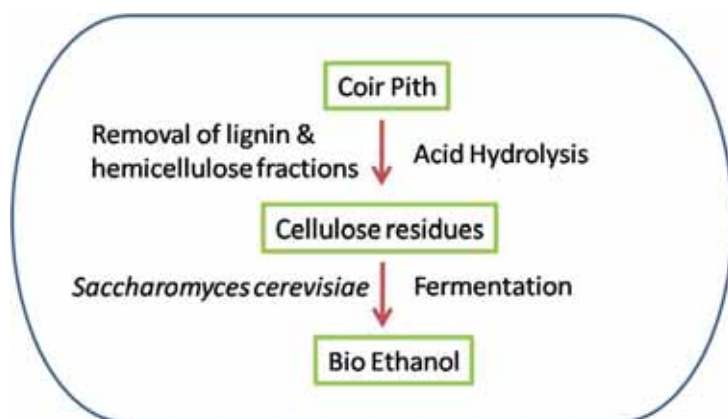 Coir Pith
Removal of lignin &
hemicellulose fractions
Acid Hydrolysis
Cellulose residues
Saccharomyces cerevisiae
Fermentation
Bio Ethanol